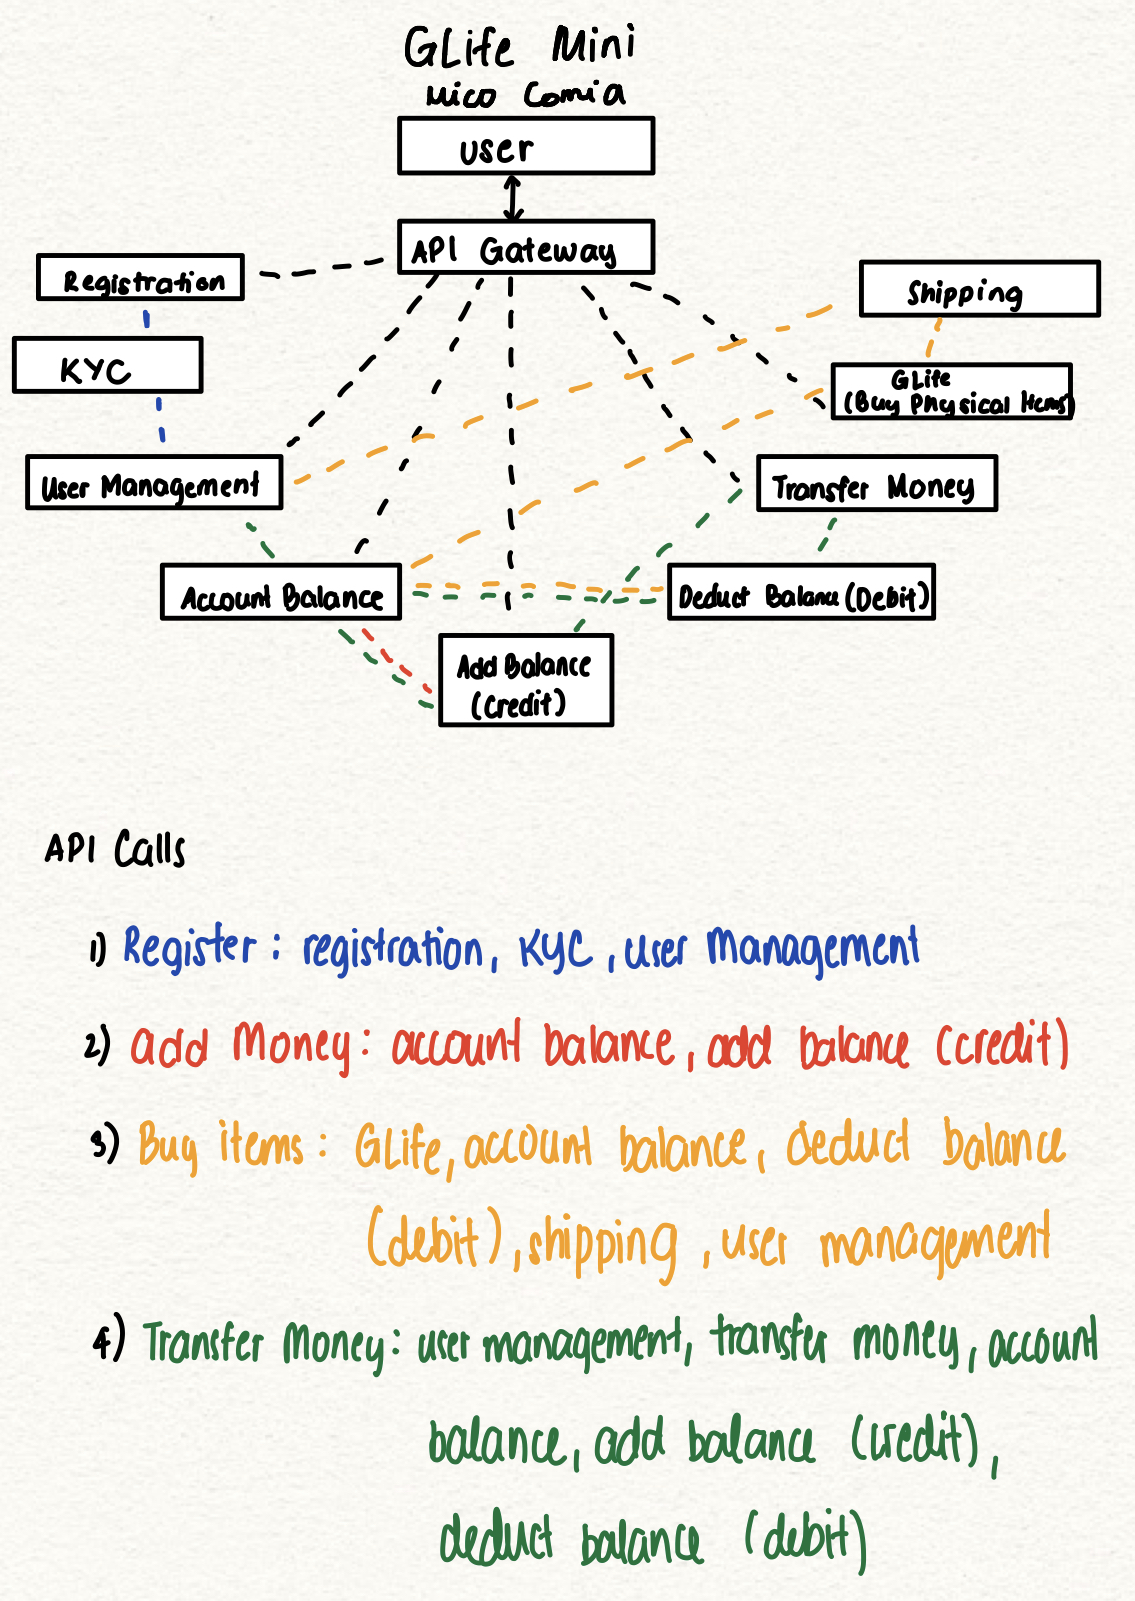 GLife Mini
Mico Comia
user
API Gateway
Registration
Shipping
KYC
GLife
(Buy Physical Items)
User Management
Transfer Money
Account Balance
Deduct Balance (Debit)
Add Balance
(Credit)
API Calls
1) Register : registration, KYC, user management
2) add Money: account balance, add balance (credit)
3) Buy items : GLife, account balance, deduct balance
(debit), shipping, user management
4) Transfer Money: user management, transfer money, account
balance, add balance (credit),
deduct balance (debit)